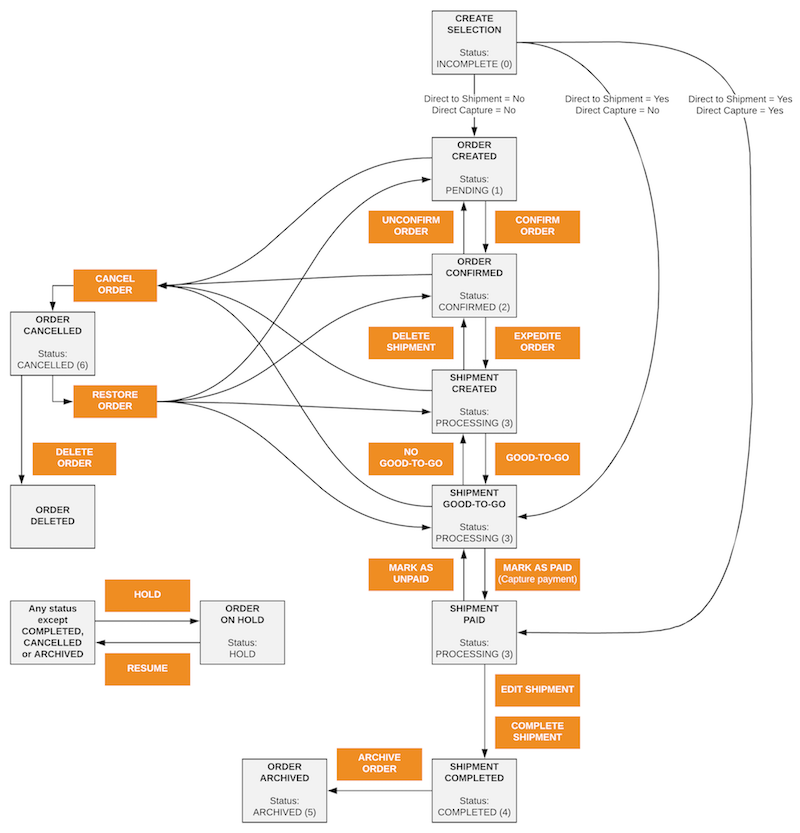 CREATE
SELECTION
Status:
INCOMPLETE (0)
Direct to Shipment = No
Direct Capture = No
Direct to Shipment = Yes
Direct Capture = No
Direct to Shipment = Yes
Direct Capture = Yes
ORDER
CREATED
Status:
PENDING (1)
UNCONFIRM
ORDER
CONFIRM
ORDER
CANCEL
ORDER
ORDER
CONFIRMED
Status:
CONFIRMED (2)
ORDER
CANCELLED
Status:
CANCELLED (6)
DELETE
SHIPMENT
EXPEDITE
ORDER
RESTORE
ORDER
SHIPMENT
CREATED
Status:
PROCESSING (3)
DELETE
ORDER
NO
GOOD-TO-GO
GOOD-TO-GO
ORDER
DELETED
SHIPMENT
GOOD-TO-GO
Status:
PROCESSING (3)
MARK AS
UNPAID
MARK AS PAID
(Capture payment)
HOLD
Any status
except
COMPLETED,
CANCELLED
or ARCHIVED
ORDER
ON HOLD
Status:
HOLD
RESUME
SHIPMENT
PAID
Status:
PROCESSING (3)
EDIT SHIPMENT
COMPLETE
SHIPMENT
ARCHIVE
ORDER
ORDER
ARCHIVED
Status:
ARCHIVED (5)
SHIPMENT
COMPLETED
Status:
COMPLETED (4)